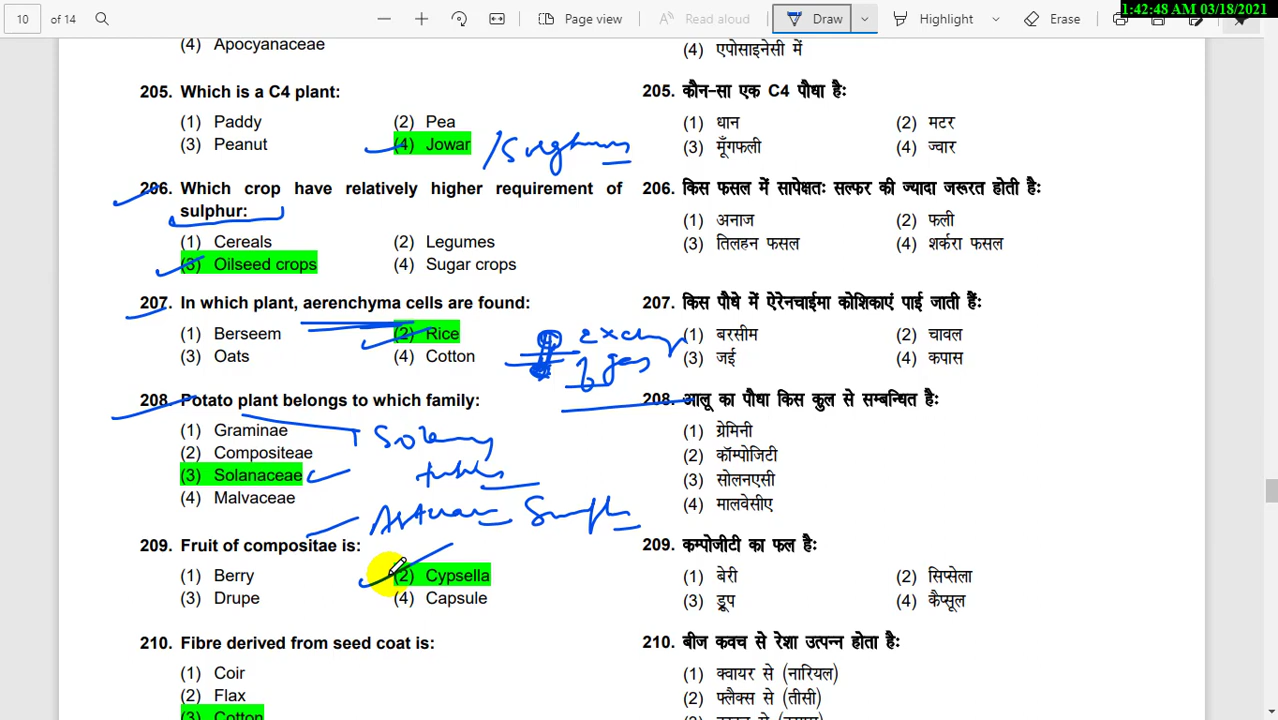 10 of 14 Page view Read aloud Draw Highlight Erase
1:42:48 AM 03/18/2021
(4) Apocyanaceae
205. Which is a C4 plant:
(1) Paddy (2) Pea
(3) Peanut (4) Jowar /Sorghum
206. Which crop have relatively higher requirement of
sulphur:
(1) Cereals (2) Legumes
(3) Oilseed crops (4) Sugar crops
207. In which plant, aerenchyma cells are found:
(1) Berseem (2) Rice
(3) Oats (4) Cotton
gas
208. Potato plant belongs to which family:
(1) Graminae
(2) Compositeae
(3) Solanaceae
(4) Malvaceae
209. Fruit of compositae is:
(1) Berry (2) Cypsella
(3) Drupe (4) Capsule
210. Fibre derived from seed coat is:
(1) Coir
(2) Flax
(3) Cotton
(4) एपोसाइनेसी में
205. कौन-सा एक C4 पौधा है:
(1) धान (2) मटर
(3) मूँगफली (4) ज्वार
206. किस फसल में सापेक्षतः सल्फर की ज्यादा जरूरत होती है:
(1) अनाज (2) फली
(3) तिलहन फसल (4) शर्करा फसल
207. किस पौधे में ऐरेनचाईमा कोशिकाएं पाई जाती हैं:
(1) बरसीम (2) चावल
(3) जई (4) कपास
208. आलू का पौधा किस कुल से सम्बन्धित है:
(1) ग्रेमिनी
(2) कॉम्पोजिटी
(3) सोलनएसी
(4) मालवेसीए
209. कम्पोजीटी का फल है:
(1) बेरी (2) सिप्सेला
(3) ड्रूप (4) कैप्सूल
210. बीज कवच से रेशा उत्पन्न होता है:
(1) क्वायर से (नारियल)
(2) फ्लैक्स से (तीसी)